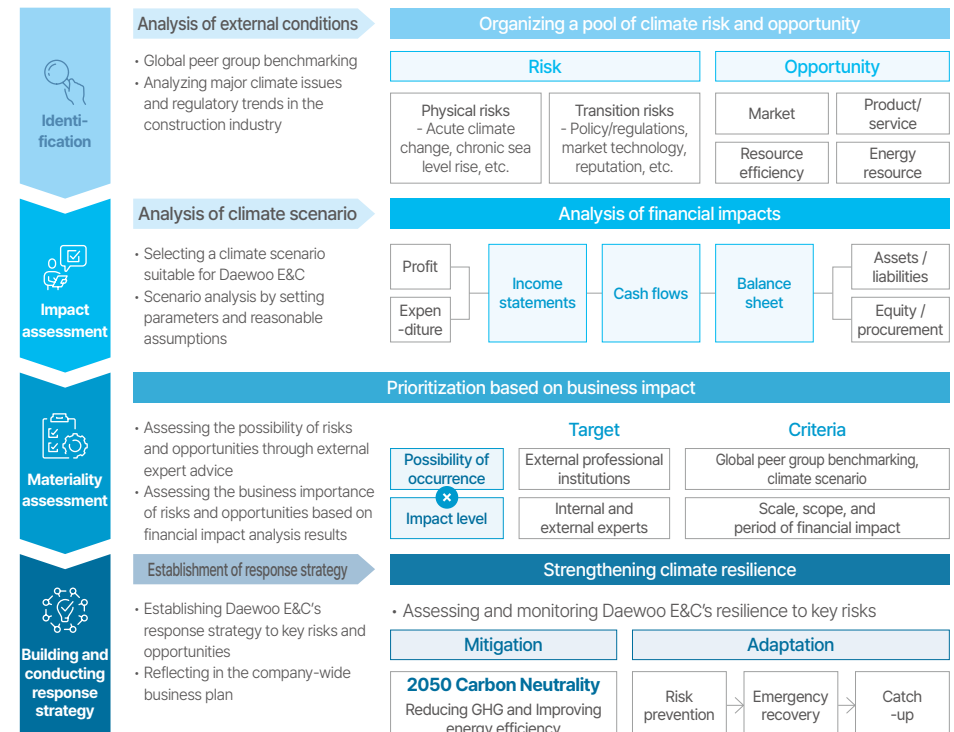 Identi-
fication
Analysis of external conditions
· Global peer group benchmarking
· Analyzing major climate issues
and regulatory trends in the
construction industry
Organizing a pool of climate risk and opportunity
Risk
Physical risks
- Acute climate
change, chronic sea
level rise, etc.
Transition risks
- Policy/regulations,
market technology,
reputation, etc.
Opportunity
Market
Product/
service
Resource
efficiency
Energy
resource
Impact
assessment
Analysis of climate scenario
· Selecting a climate scenario
suitable for Daewoo E&C
· Scenario analysis by setting
parameters and reasonable
assumptions
Analysis of financial impacts
Profit
Expen
-diture
Income
statements
Cash flows
Balance
sheet
Assets /
liabilities
Equity /
procurement
Materiality
assessment
Prioritization based on business impact
· Assessing the possibility of risks
and opportunities through external
expert advice
· Assessing the business importance
of risks and opportunities based on
financial impact analysis results
Target
Criteria
Possibility of
occurrence
External professional
institutions
Global peer group benchmarking,
climate scenario
×
Impact level
Internal and
external experts
Scale, scope, and
period of financial impact
Building and
conducting
response
strategy
Establishment of response strategy
· Establishing Daewoo E&C's
response strategy to key risks and
opportunities
· Reflecting in the company-wide
business plan
Strengthening climate resilience
· Assessing and monitoring Daewoo E&C's resilience to key risks
Mitigation
2050 Carbon Neutrality
Reducing GHG and Improving
energy efficiency
Adaptation
Risk
prevention
Emergency
recovery
Catch
-up